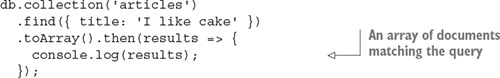 db.collection('articles')
.find({ title: 'I like cake' })
.toArray().then(results => {
console.log(results);
});
An array of documents
matching the query